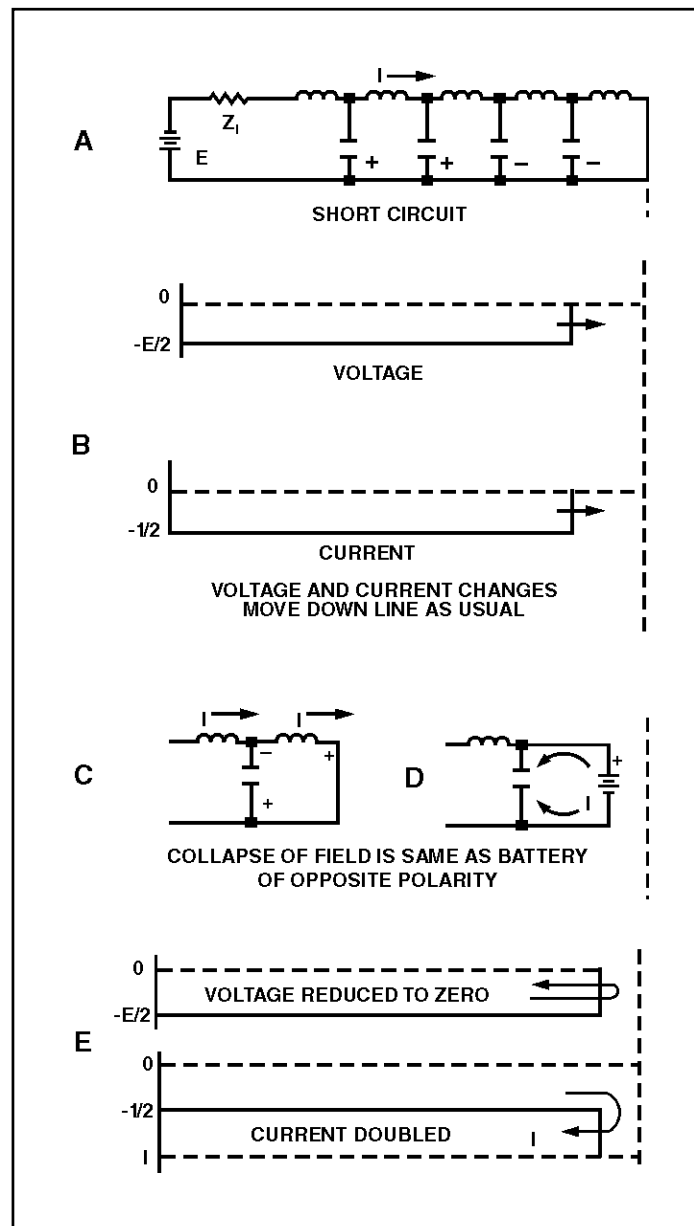 I
Z1
A
E
+ + − −
SHORT CIRCUIT
0
-E/2
VOLTAGE
B
0
-1/2
CURRENT
VOLTAGE AND CURRENT CHANGES
MOVE DOWN LINE AS USUAL
I I
C
− +
+
D
+
I
COLLAPSE OF FIELD IS SAME AS BATTERY
OF OPPOSITE POLARITY
0
VOLTAGE REDUCED TO ZERO
-E/2
E
0
-1/2
CURRENT DOUBLED I
I